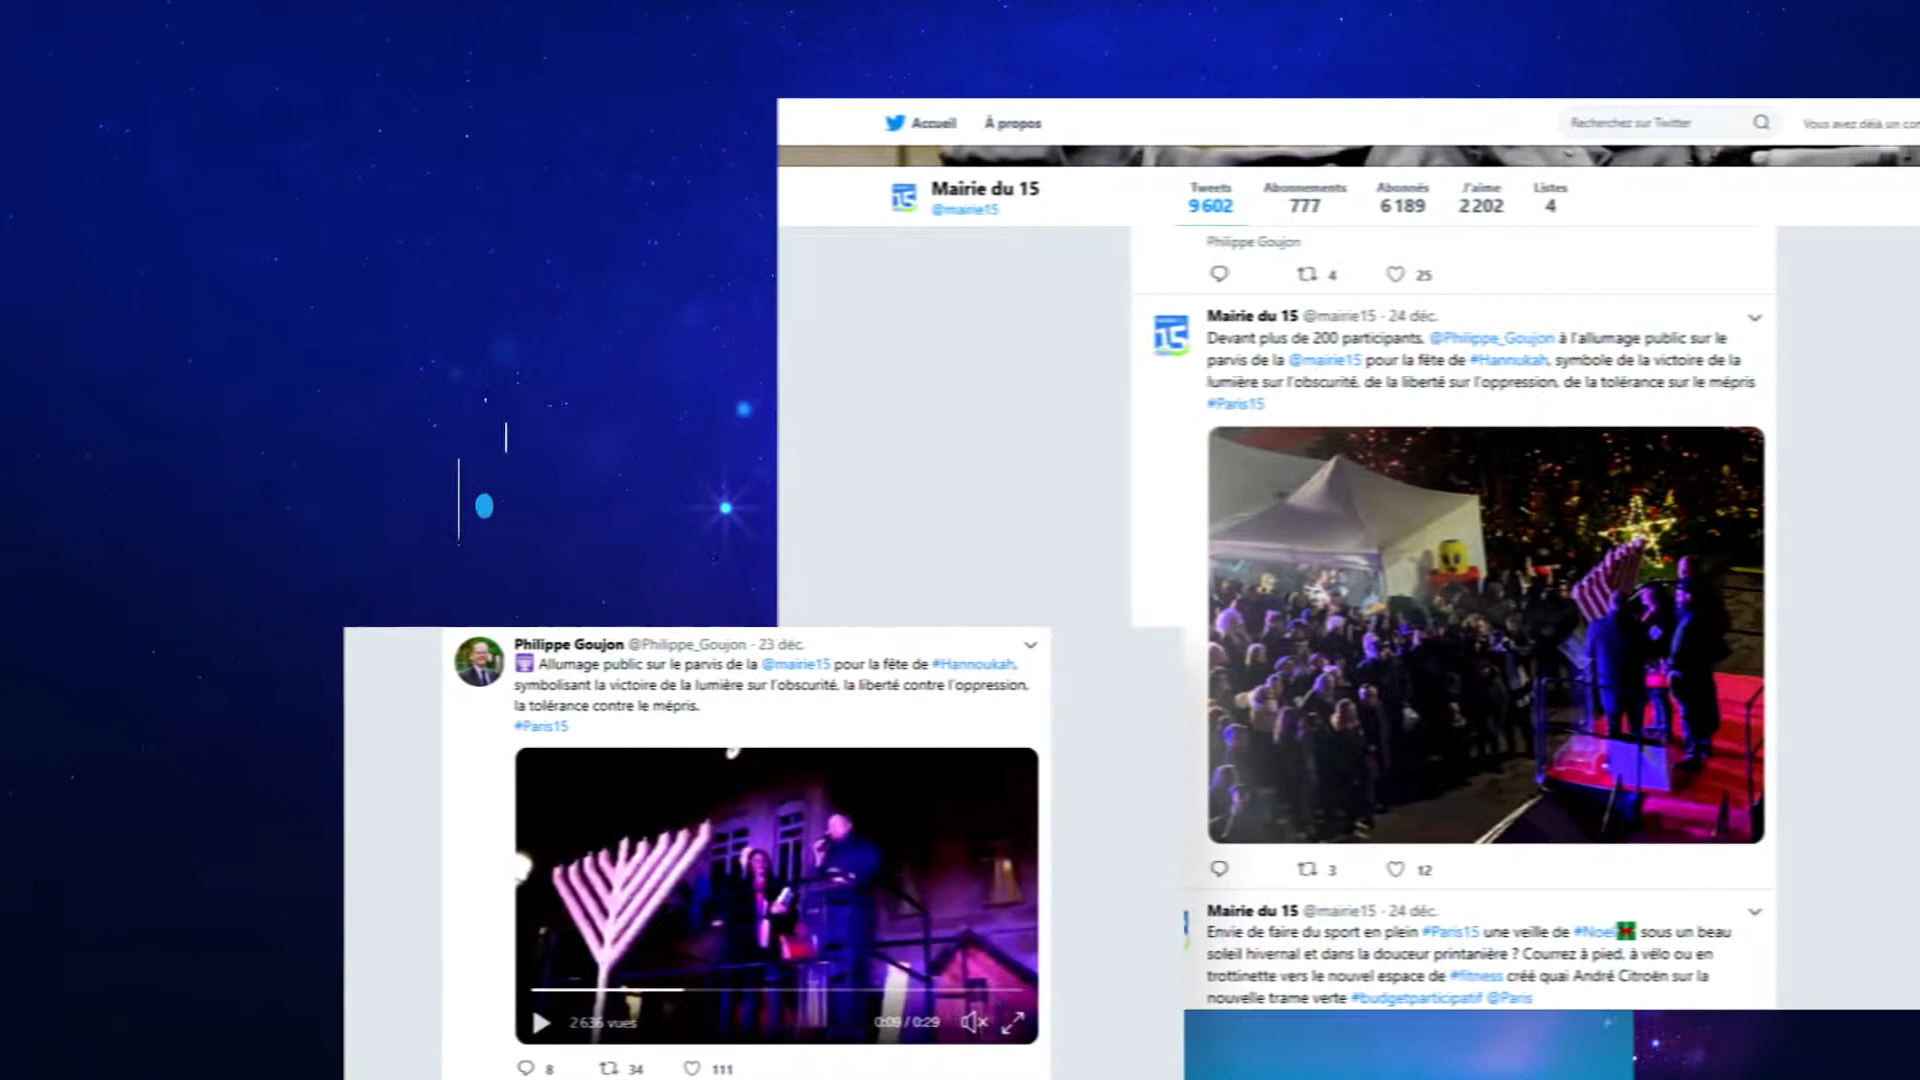 Accueil À propos
Recherchez sur Twitter
Vous avez déjà un
Mairie du 15
@mairie15
Tweets Abonnements Abonnés J'aime Listes
9 602 777 6 189 2 202 4
Philippe Goujon
4 25
Mairie du 15 @mairie15 - 24 déc.
Devant plus de 200 participants, @Philippe_Goujon à l'allumage public sur le
parvis de la @mairie15 pour la fête de #Hannukah, symbole de la victoire de la
lumière sur l'obscurité, de la liberté sur l'oppression, de la tolérance sur le mépris
#Paris15
3 12
Mairie du 15 @mairie15 - 24 déc.
Envie de faire du sport en plein #Paris15 une veille de #Noel sous un beau
soleil hivernal et dans la douceur printanière ? Courrez à pied, à vélo ou en
trottinette vers le nouvel espace de #fitness créé quai André Citroën sur la
nouvelle trame verte #budgetparticipatif @Paris
Philippe Goujon @Philippe_Goujon - 23 déc.
Allumage public sur le parvis de la @mairie15 pour la fête de #Hannoukah,
symbolisant la victoire de la lumière sur l'obscurité, la liberté contre l'oppression,
la tolérance contre le mépris.
#Paris15
2 636 vues 0:09 / 0:29
8 34 111